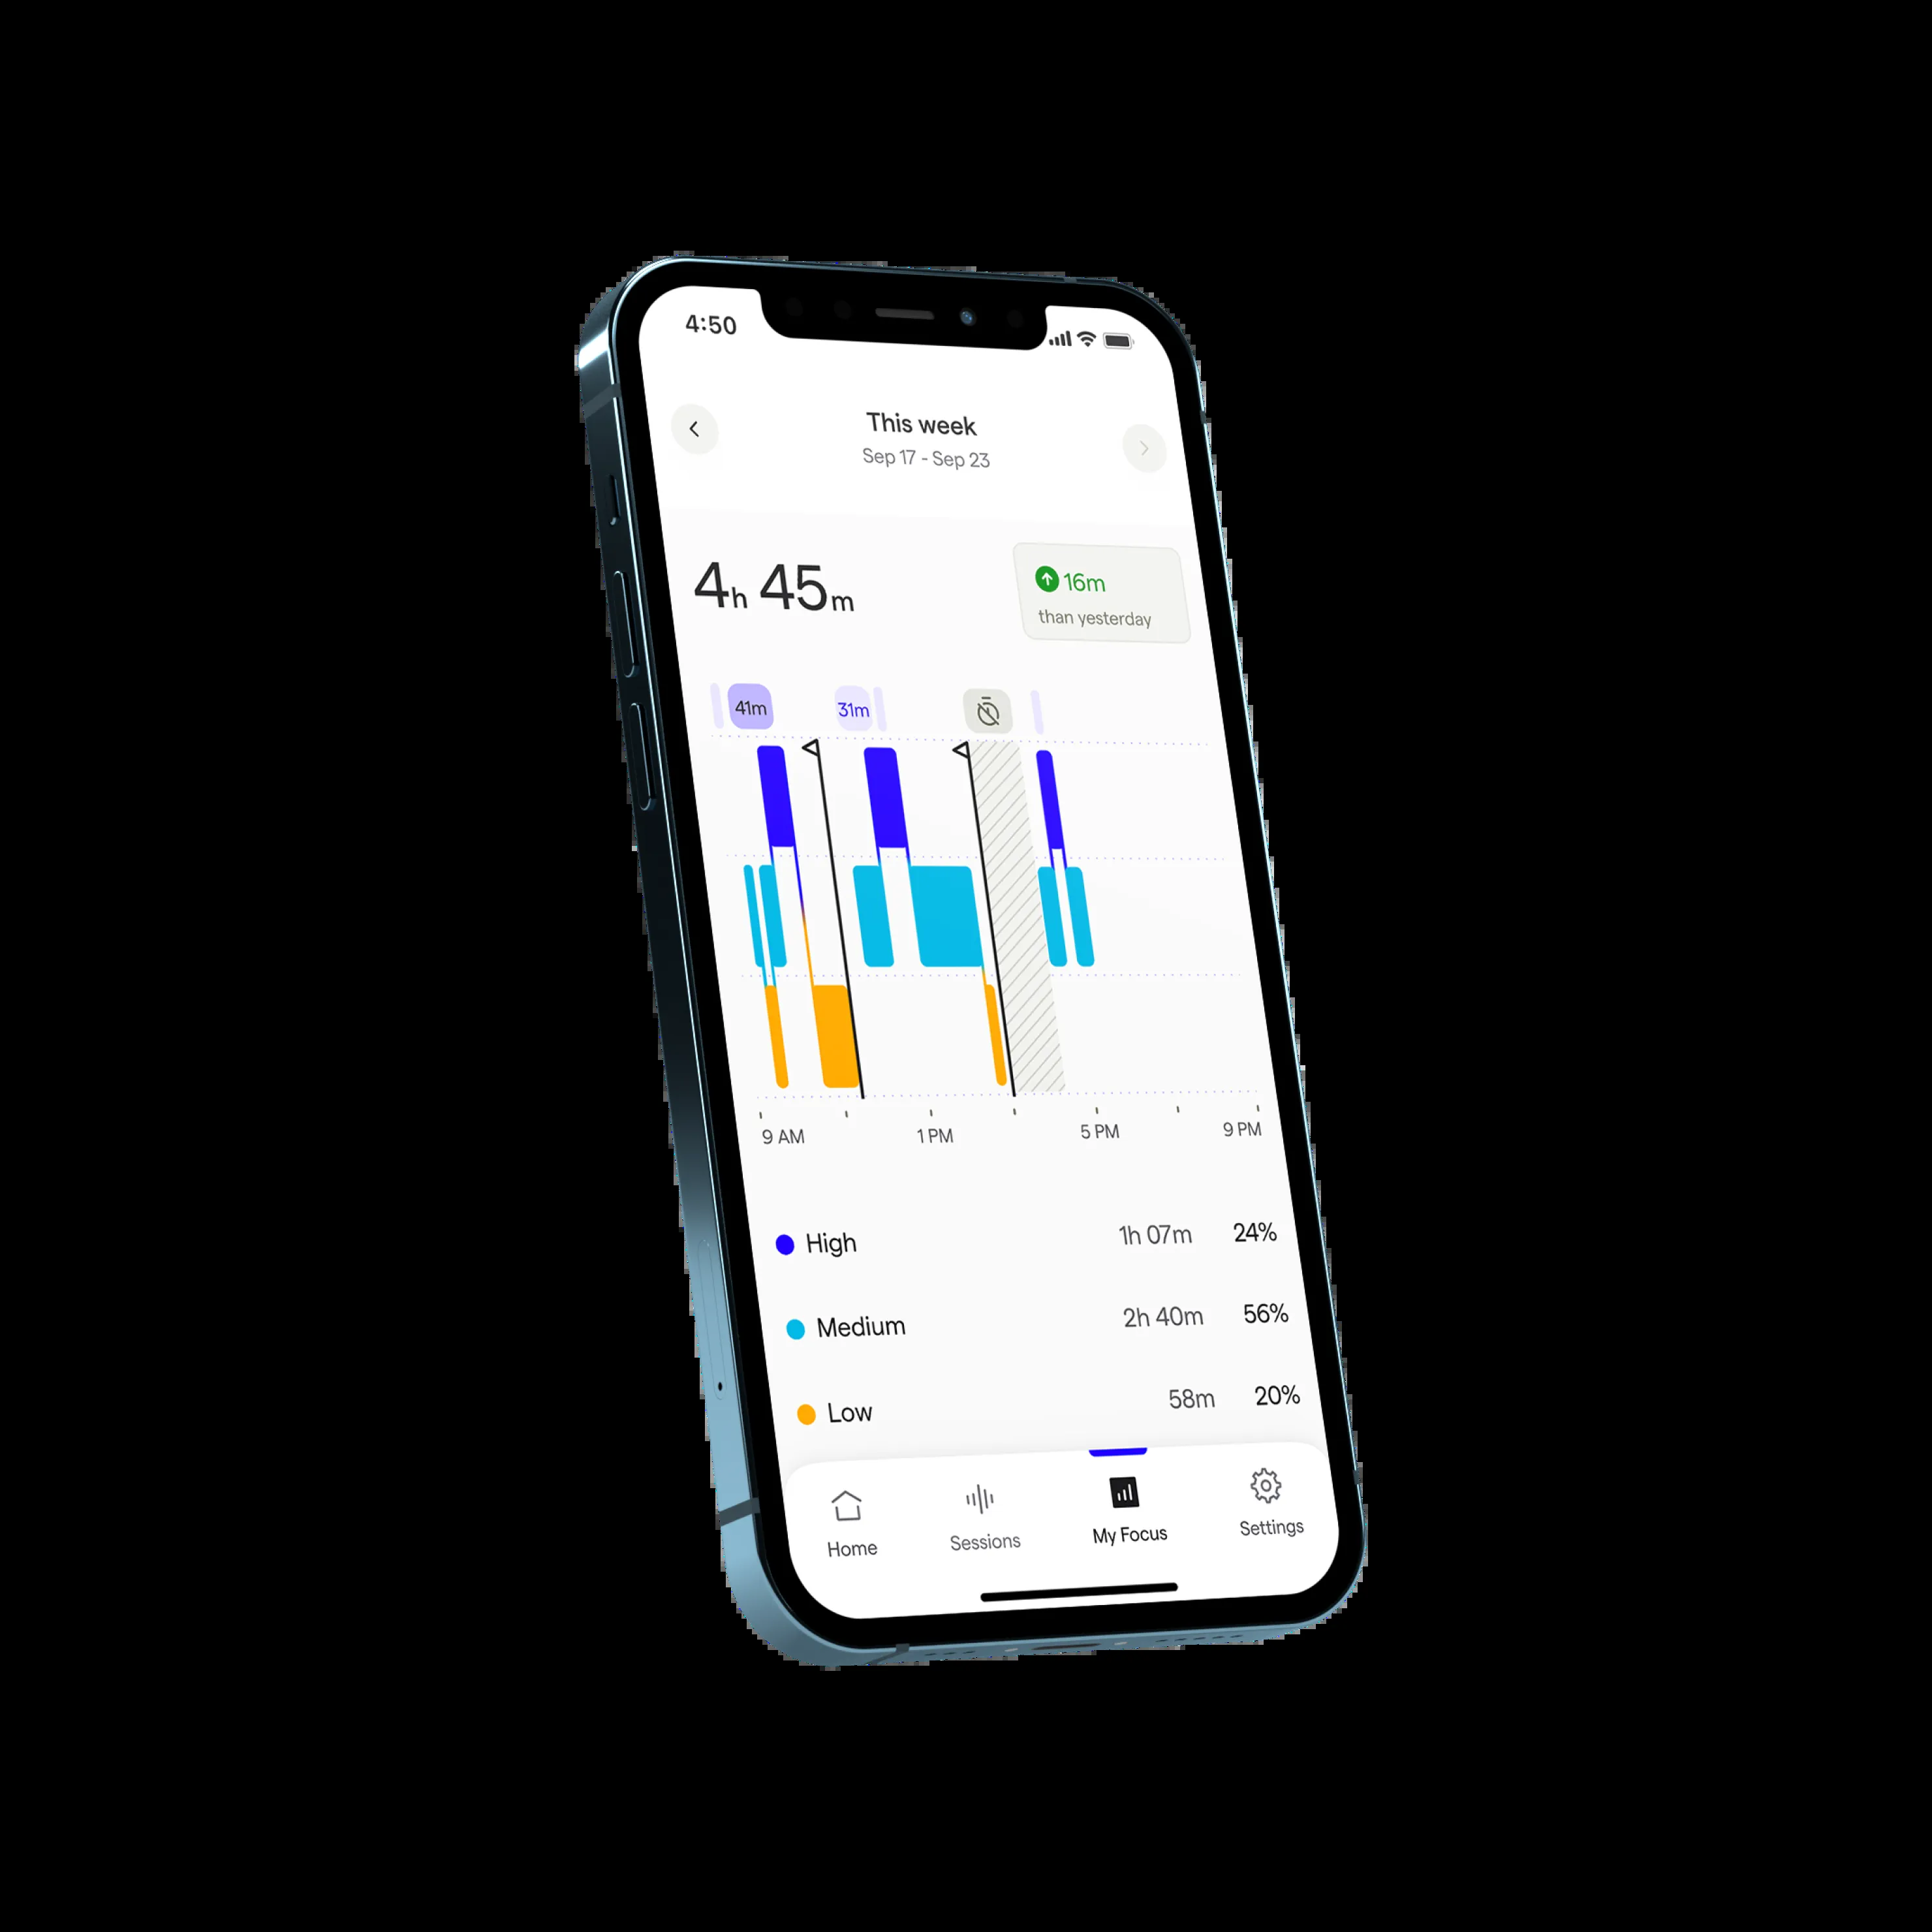 4:50
This week
Sep 17 - Sep 23
4h 45m
16m
than yesterday
41m
31m
9 AM
1 PM
5 PM
9 PM
High 1h 07m 24%
Medium 2h 40m 56%
Low 58m 20%
Home
Sessions
My Focus
Settings